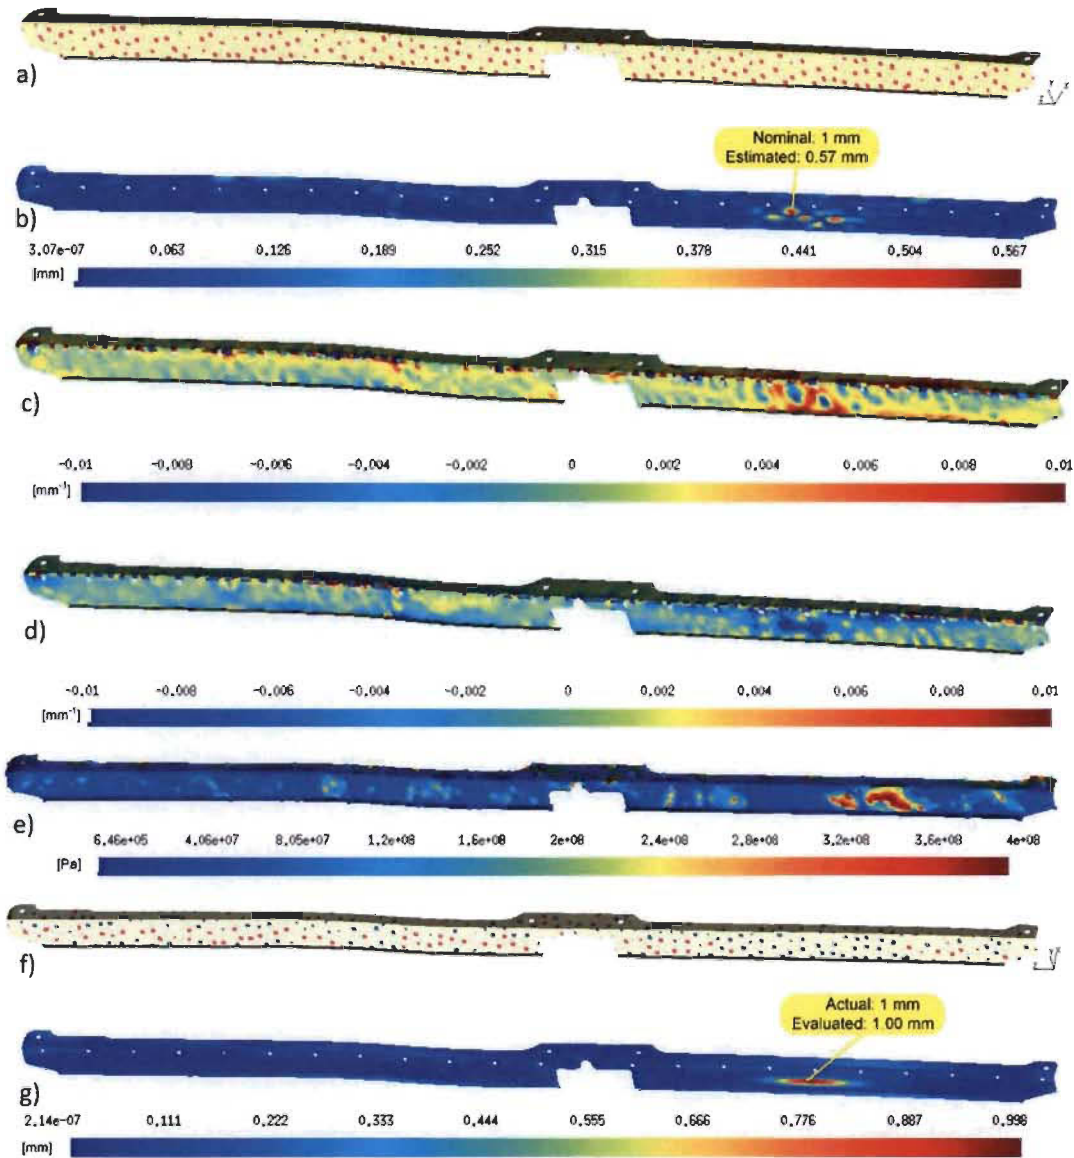 a)
Nominal: 1 mm
Estimated: 0.57 mm
b)
3.07e-07 0.063 0.126 0.189 0.252 0.315 0.378 0.441 0.504 0.567
[mm]
c)
-0.01 -0.008 -0.006 -0.004 -0.002 0 0.002 0.004 0.006 0.008 0.01
[mm⁻¹]
d)
-0.01 -0.008 -0.006 -0.004 -0.002 0 0.002 0.004 0.006 0.008 0.01
[mm⁻¹]
e)
6.46e+05 4.06e+07 8.05e+07 1.2e+08 1.6e+08 2e+08 2.4e+08 2.8e+08 3.2e+08 3.6e+08 4e+08
[Pa]
f)
Actual: 1 mm
Evaluated: 1.00 mm
g)
2.14e-07 0.111 0.222 0.333 0.444 0.555 0.666 0.776 0.887 0.998
[mm]